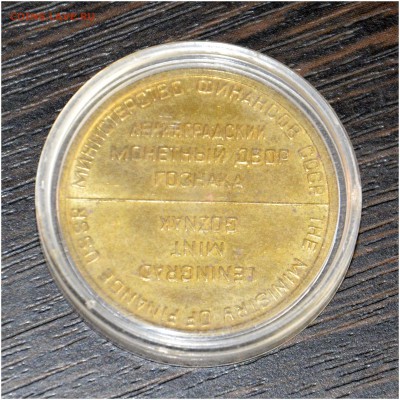 МИНИСТЕРСТВО ФИНАНСОВ СССР
ЛЕНИНГРАДСКИЙ
МОНЕТНЫЙ ДВОР
ГОЗНАКА
THE MINISTRY OF FINANCE USSR
LENINGRAD
MINT
GOZNAK